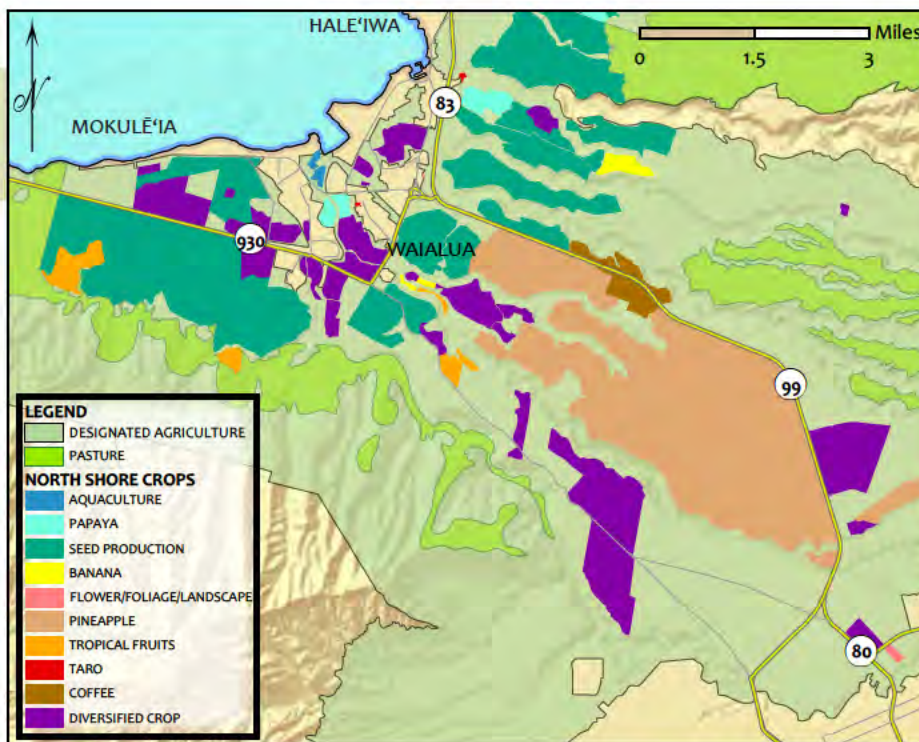 HALE‘IWA
Miles
0 1.5 3
N
83
MOKULĒ‘IA
930
WAIALUA
99
LEGEND
DESIGNATED AGRICULTURE
PASTURE
NORTH SHORE CROPS
AQUACULTURE
PAPAYA
SEED PRODUCTION
BANANA
FLOWER/FOLIAGE/LANDSCAPE
PINEAPPLE
TROPICAL FRUITS
TARO
COFFEE
DIVERSIFIED CROP
80